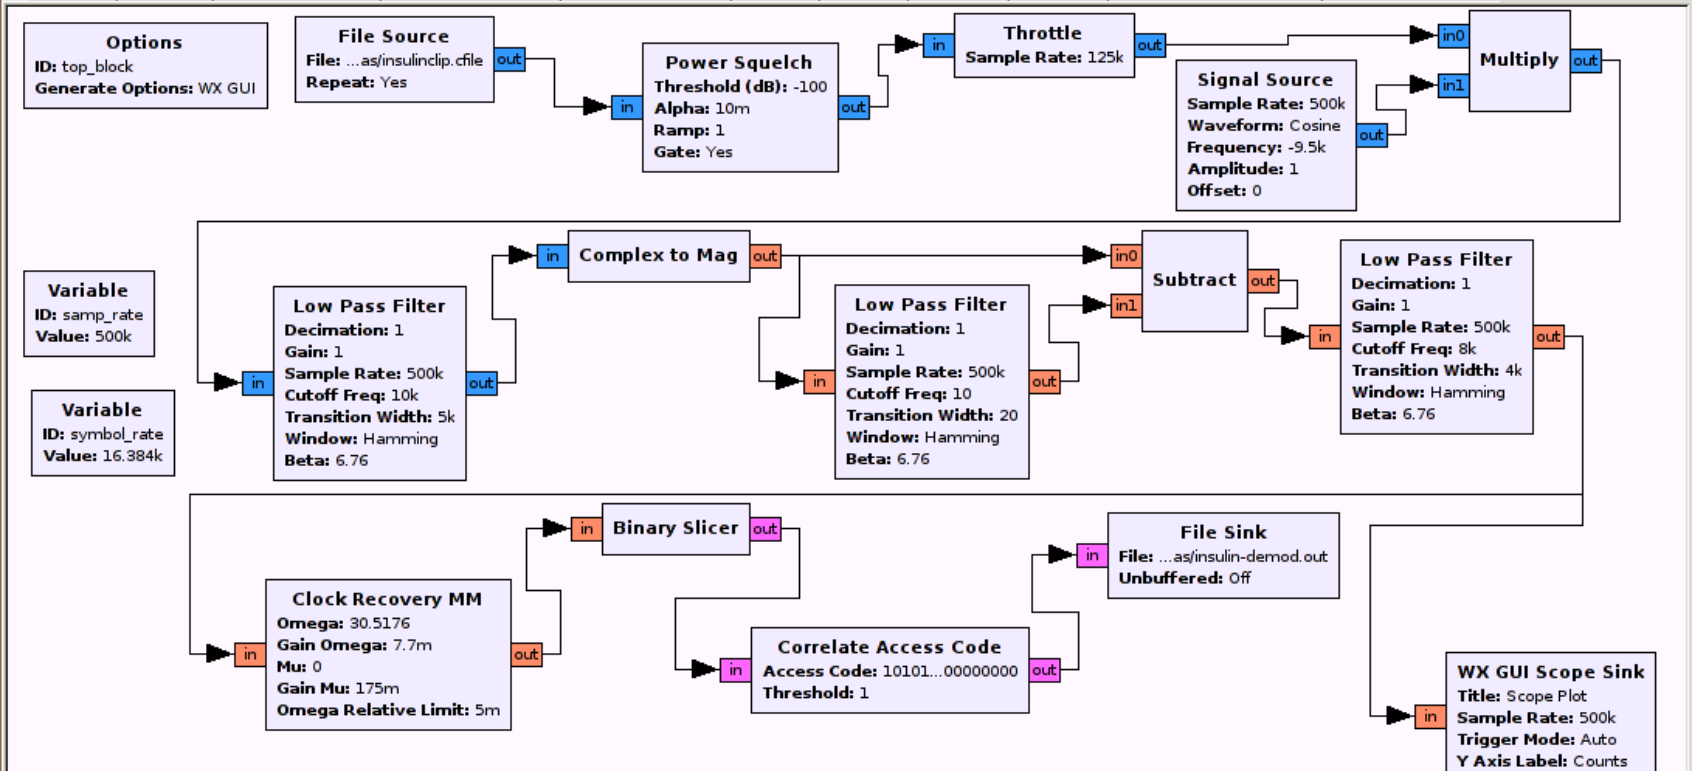 Options
ID: top_block
Generate Options: WX GUI
File Source
File: ...as/insulinclip.cfile
Repeat: Yes
out
in
Power Squelch
Threshold (dB): -100
Alpha: 10m
Ramp: 1
Gate: Yes
out
in
Throttle
Sample Rate: 125k
out
Signal Source
Sample Rate: 500k
Waveform: Cosine
Frequency: -9.5k
Amplitude: 1
Offset: 0
out
in0
in1
Multiply
out
Variable
ID: samp_rate
Value: 500k
Variable
ID: symbol_rate
Value: 16.384k
in
Low Pass Filter
Decimation: 1
Gain: 1
Sample Rate: 500k
Cutoff Freq: 10k
Transition Width: 5k
Window: Hamming
Beta: 6.76
out
in
Complex to Mag
out
in
Low Pass Filter
Decimation: 1
Gain: 1
Sample Rate: 500k
Cutoff Freq: 10
Transition Width: 20
Window: Hamming
Beta: 6.76
out
in0
in1
Subtract
out
in
Low Pass Filter
Decimation: 1
Gain: 1
Sample Rate: 500k
Cutoff Freq: 8k
Transition Width: 4k
Window: Hamming
Beta: 6.76
out
in
Clock Recovery MM
Omega: 30.5176
Gain Omega: 7.7m
Mu: 0
Gain Mu: 175m
Omega Relative Limit: 5m
out
in
Binary Slicer
out
in
Correlate Access Code
Access Code: 10101...00000000
Threshold: 1
out
in
File Sink
File: ...as/insulin-demod.out
Unbuffered: Off
in
WX GUI Scope Sink
Title: Scope Plot
Sample Rate: 500k
Trigger Mode: Auto
Y Axis Label: Counts